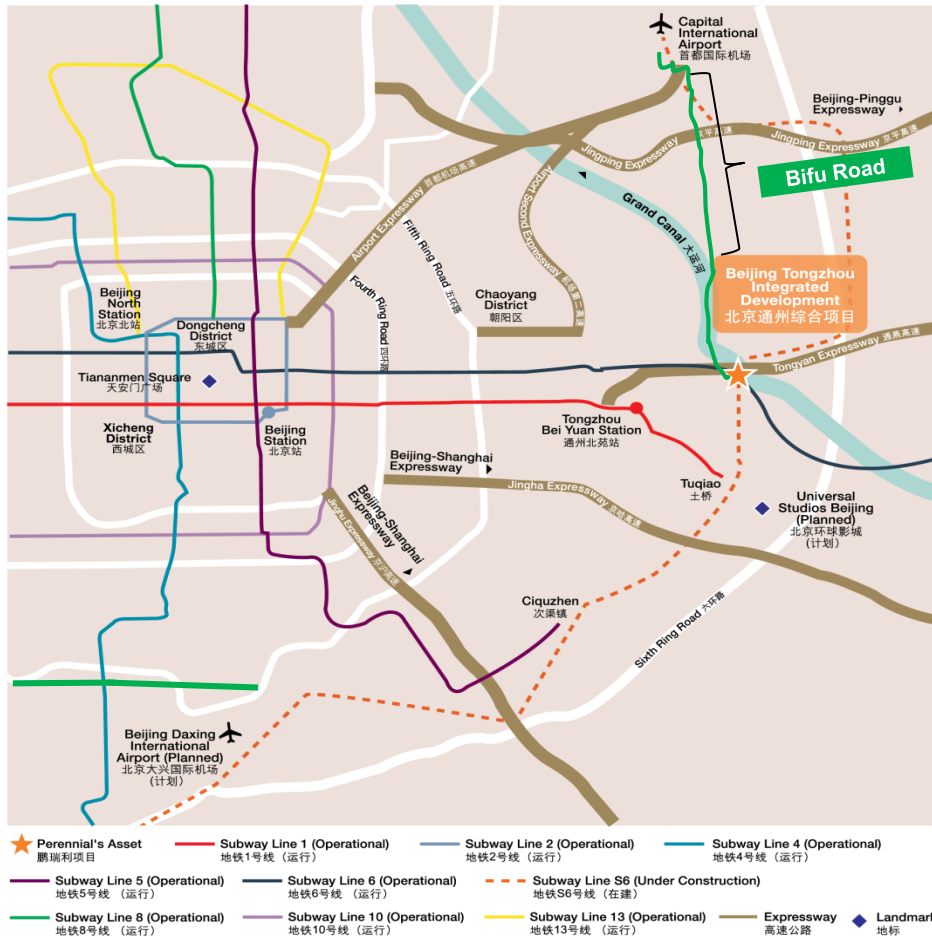 Capital
International
Airport
首都国际机场
Beijing-Pinggu
Expressway
Jingping Expressway 京平高速
Jingping Expressway 京平高速
Bifu Road
Airport Expressway 首都机场高速
Airport Second Expressway 机场第二高速
Grand Canal 大运河
Fifth Ring Road 五环路
Fourth Ring Road 四环路
Beijing Tongzhou
Integrated
Development
北京通州综合项目
Chaoyang
District
朝阳区
Beijing
North
Station
北京北站
Dongcheng
District
东城区
Tongyan Expressway 通燕高速
Tiananmen Square
天安门广场
Xicheng
District
西城区
Beijing
Station
北京站
Tongzhou
Bei Yuan Station
通州北苑站
Beijing-Shanghai
Expressway
Jingha Expressway 京哈高速
Tuqiao
土桥
Universal
Studios Beijing
(Planned)
北京环球影城
(计划)
Beijing-Shanghai
Expressway
Jinghu Expressway 京沪高速
Ciquzhen
次渠镇
Sixth Ring Road 六环路
Beijing Daxing
International
Airport (Planned)
北京大兴国际机场
(计划)
Perennial's Asset
鹏瑞利项目
Subway Line 1 (Operational)
地铁1号线（运行）
Subway Line 2 (Operational)
地铁2号线（运行）
Subway Line 4 (Operational)
地铁4号线（运行）
Subway Line 5 (Operational)
地铁5号线 （运行）
Subway Line 6 (Operational)
地铁6号线（运行）
Subway Line S6 (Under Construction)
地铁S6号线（在建）
Subway Line 8 (Operational)
地铁8号线（运行）
Subway Line 10 (Operational)
地铁10号线（运行）
Subway Line 13 (Operational)
地铁13号线（运行）
Expressway
高速公路
Landmar
地标